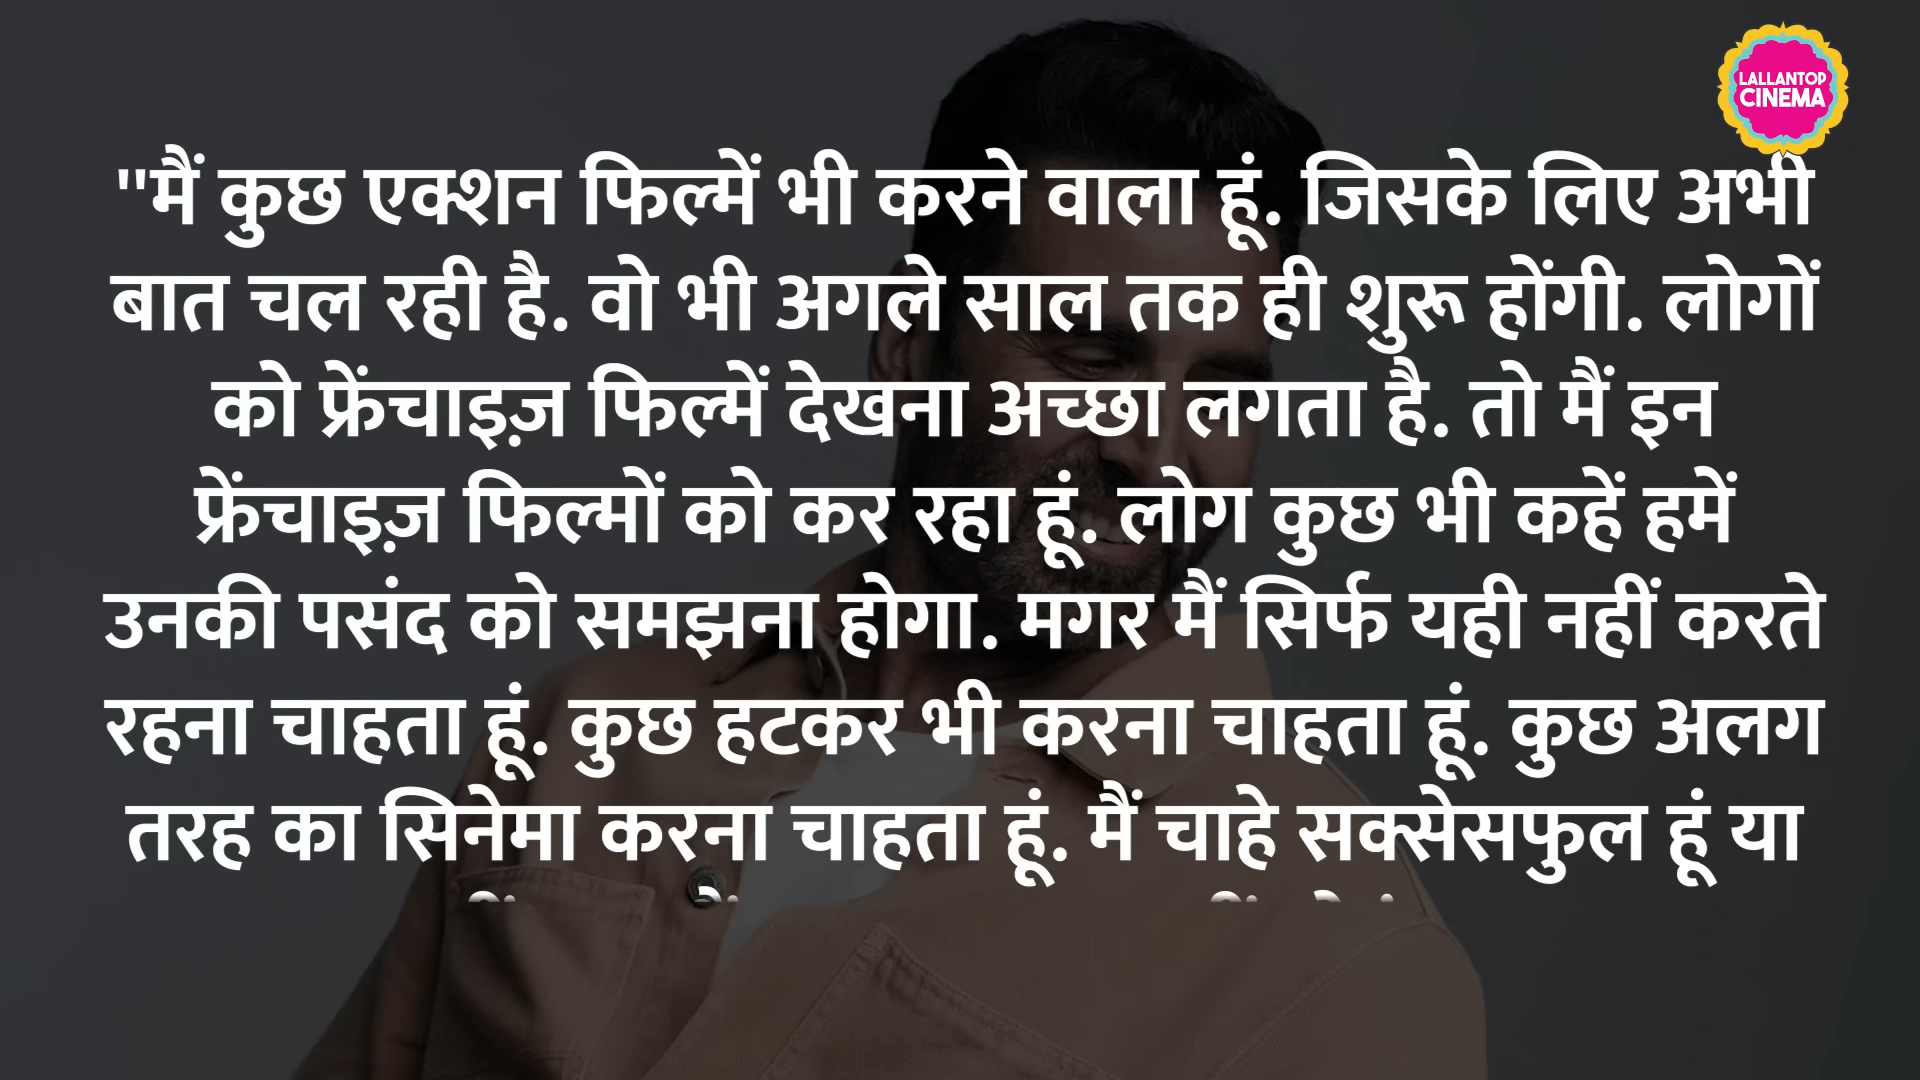 LALLANTOP
CINEMA
"मैं कुछ एक्शन फिल्में भी करने वाला हूं. जिसके लिए अभी
बात चल रही है. वो भी अगले साल तक ही शुरू होंगी. लोगों
को फ्रेंचाइज़ फिल्में देखना अच्छा लगता है. तो मैं इन
फ्रेंचाइज़ फिल्मों को कर रहा हूं. लोग कुछ भी कहें हमें
उनकी पसंद को समझना होगा. मगर मैं सिर्फ यही नहीं करते
रहना चाहता हूं. कुछ हटकर भी करना चाहता हूं. कुछ अलग
तरह का सिनेमा करना चाहता हूं. मैं चाहे सक्सेसफुल हूं या